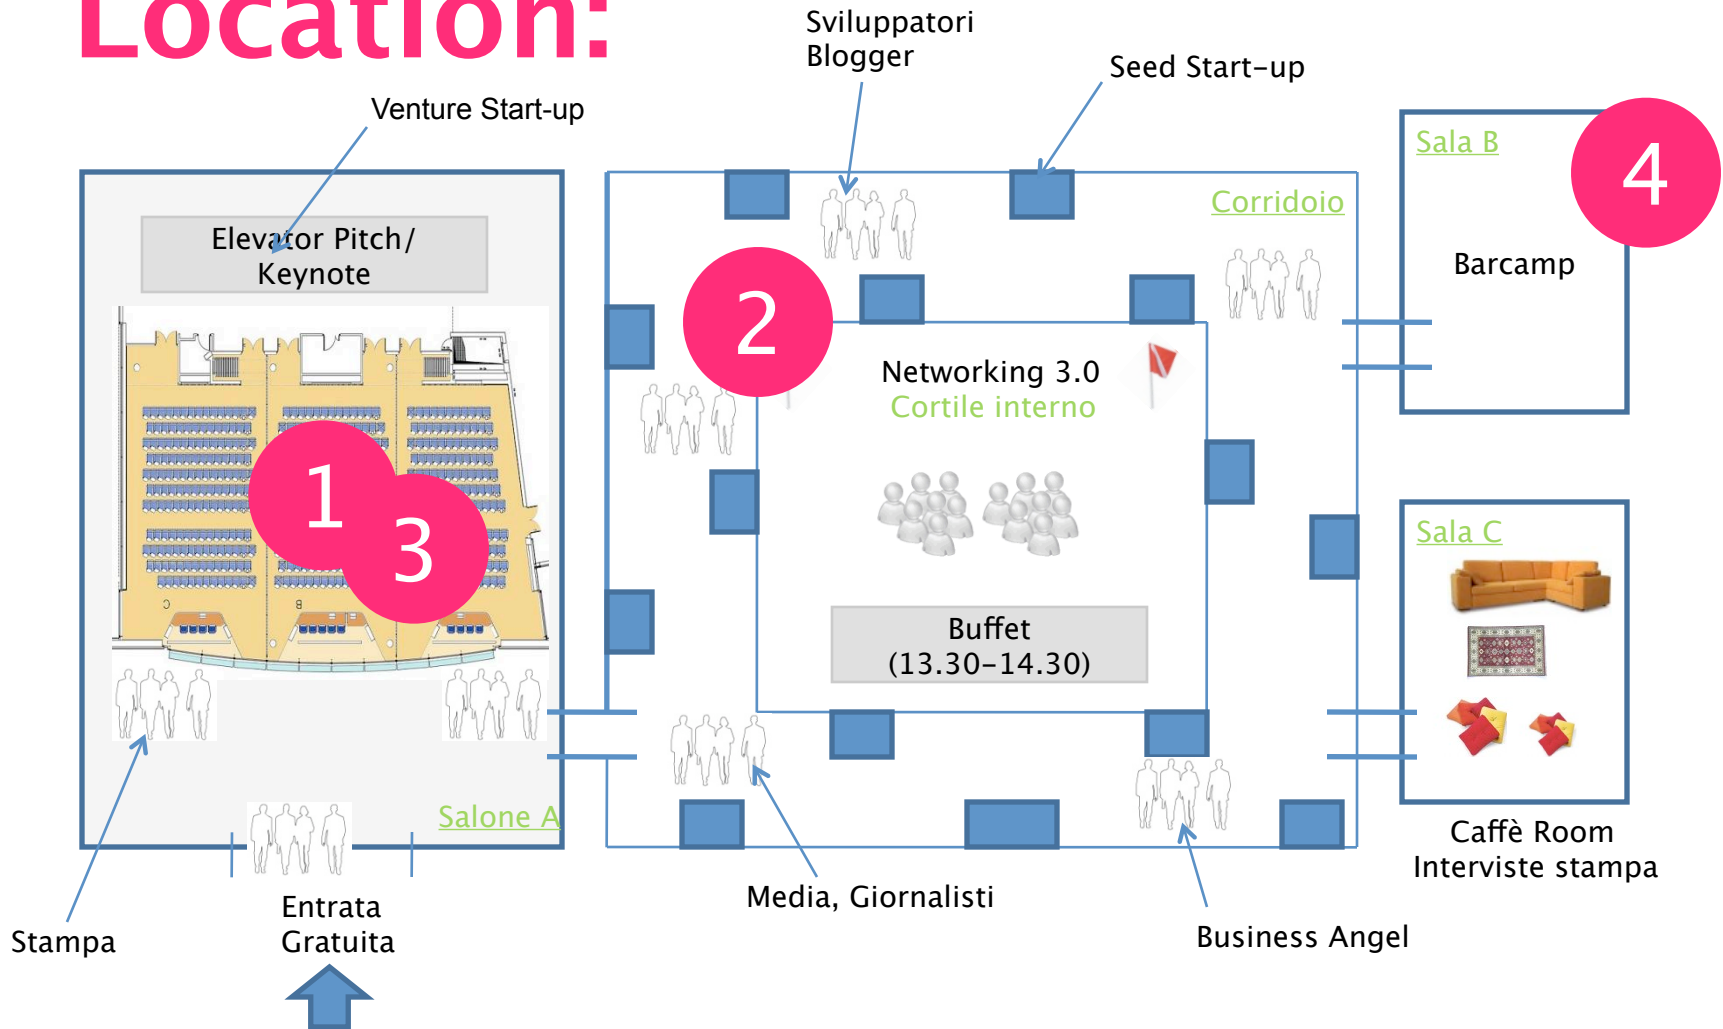 Location:
Sviluppatori
Blogger
Seed Start-up
Venture Start-up
Sala B
4
Corridoio
Elevator Pitch/
Keynote
Barcamp
2
Networking 3.0
Cortile interno
1
3
Sala C
C
B
Buffet
(13.30-14.30)
Salone A
Caffè Room
Interviste stampa
Media, Giornalisti
Entrata
Gratuita
Stampa
Business Angel